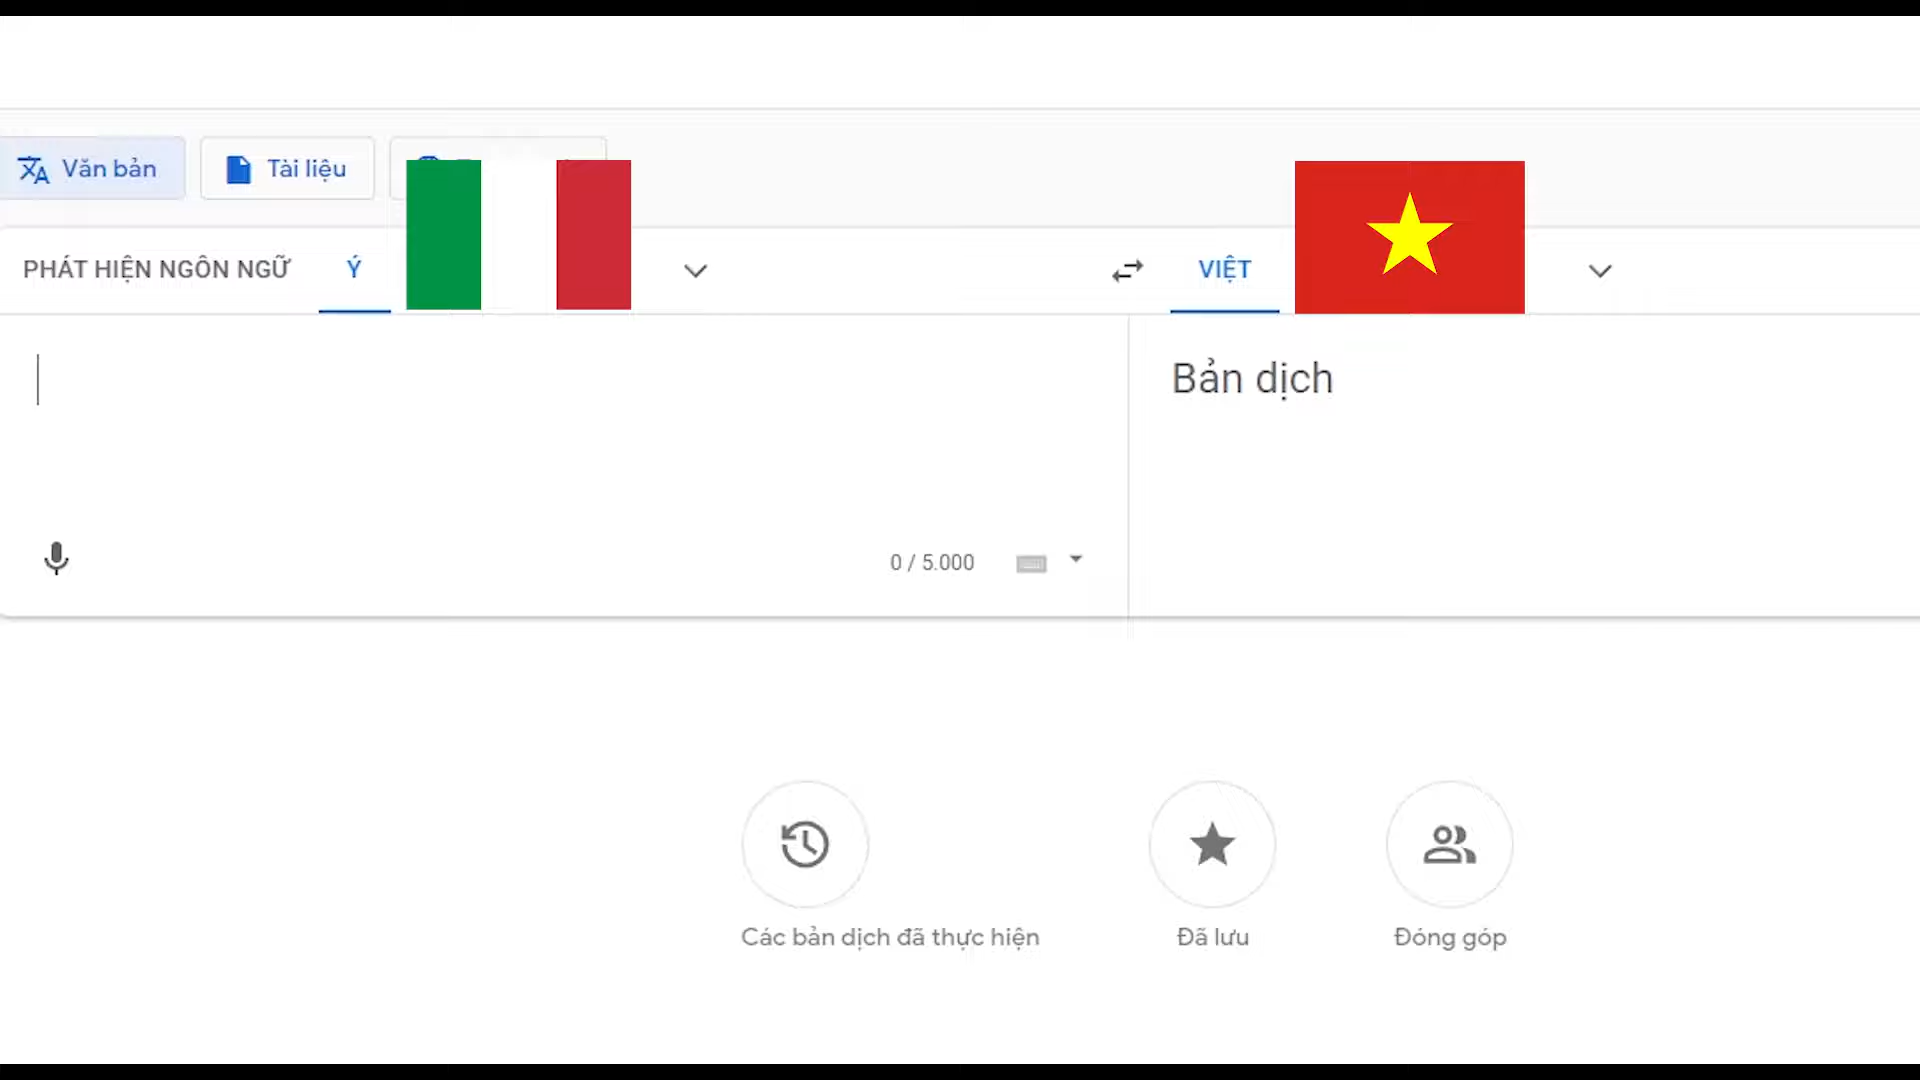 Văn bản
Tài liệu
PHÁT HIỆN NGÔN NGỮ
Ý
VIỆT
Bản dịch
0 / 5.000
Các bản dịch đã thực hiện
Đã lưu
Đóng góp